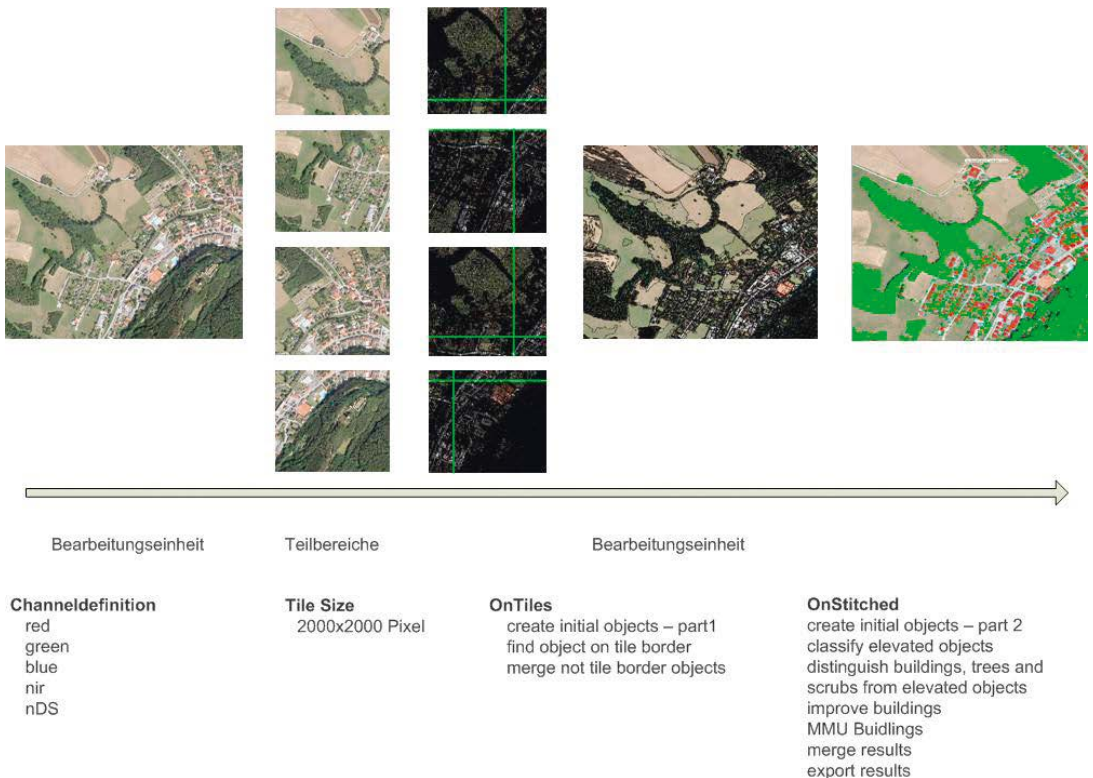 Bearbeitungseinheit
Teilbereiche
Bearbeitungseinheit
Channeldefinition
red
green
blue
nir
nDS
Tile Size
2000x2000 Pixel
OnTiles
create initial objects – part1
find object on tile border
merge not tile border objects
OnStitched
create initial objects – part 2
classify elevated objects
distinguish buildings, trees and
scrubs from elevated objects
improve buildings
MMU Buidlings
merge results
export results